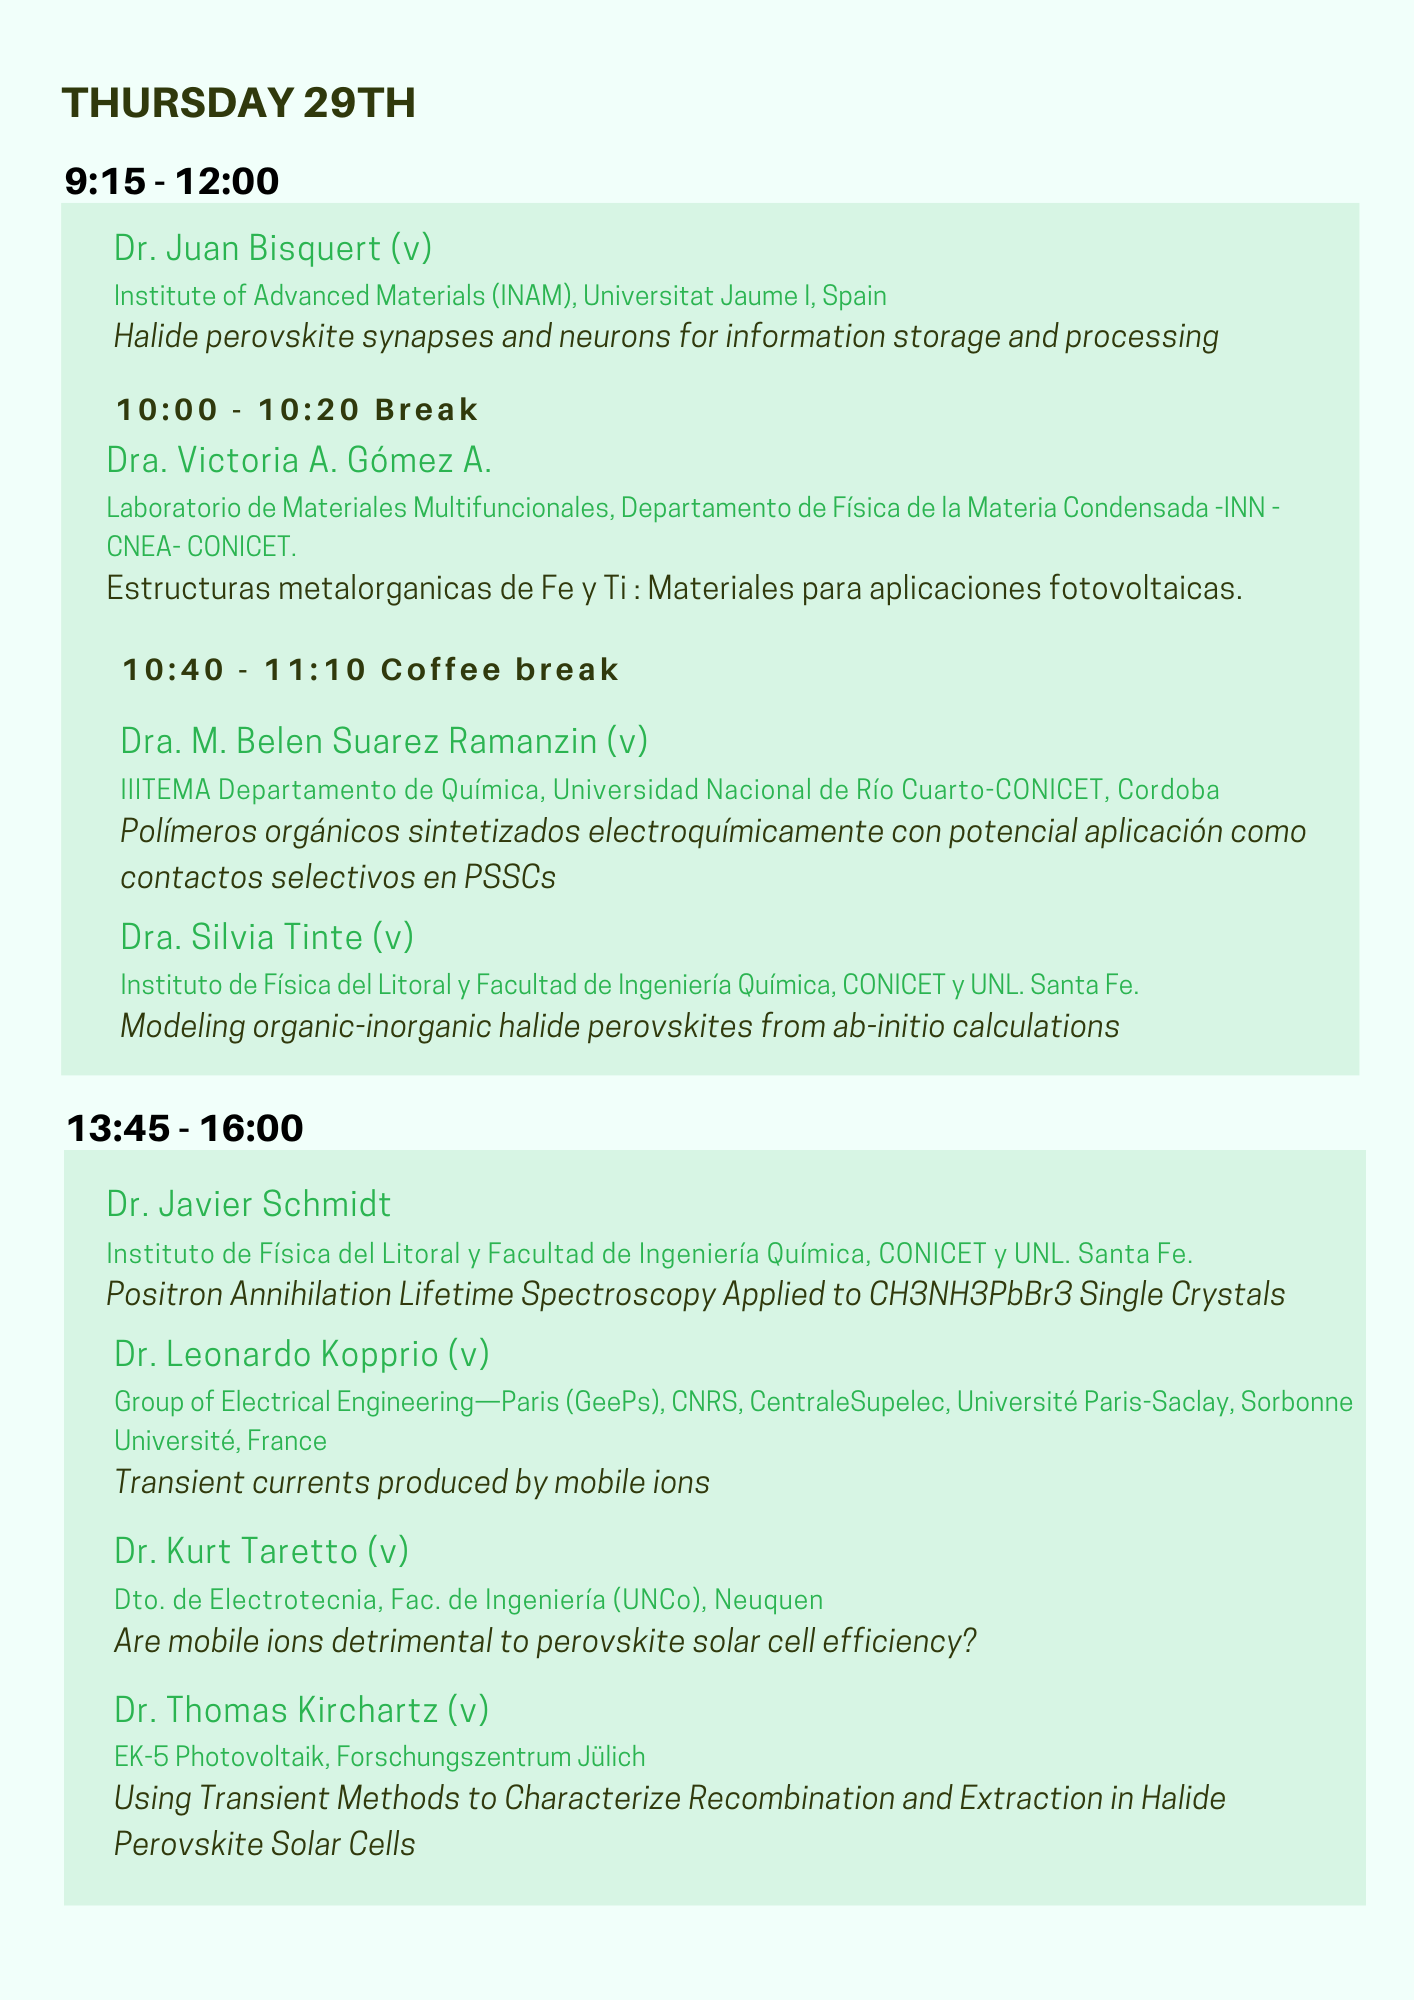 THURSDAY 29TH
9:15 - 12:00
Dr. Juan Bisquert (v)
Institute of Advanced Materials (INAM), Universitat Jaume I, Spain
Halide perovskite synapses and neurons for information storage and processing
10:00 - 10:20 Break
Dra. Victoria A. Gómez A.
Laboratorio de Materiales Multifuncionales, Departamento de Física de la Materia Condensada -INN -
CNEA- CONICET.
Estructuras metalorganicas de Fe y Ti : Materiales para aplicaciones fotovoltaicas.
10:40 - 11:10 Coffee break
Dra. M. Belen Suarez Ramanzin (v)
IIITEMA Departamento de Química, Universidad Nacional de Río Cuarto-CONICET, Cordoba
Polímeros orgánicos sintetizados electroquímicamente con potencial aplicación como
contactos selectivos en PSSCs
Dra. Silvia Tinte (v)
Instituto de Física del Litoral y Facultad de Ingeniería Química, CONICET y UNL. Santa Fe.
Modeling organic-inorganic halide perovskites from ab-initio calculations
13:45 - 16:00
Dr. Javier Schmidt
Instituto de Física del Litoral y Facultad de Ingeniería Química, CONICET y UNL. Santa Fe.
Positron Annihilation Lifetime Spectroscopy Applied to CH3NH3PbBr3 Single Crystals
Dr. Leonardo Kopprio (v)
Group of Electrical Engineering—Paris (GeePs), CNRS, CentraleSupelec, Université Paris-Saclay, Sorbonne
Université, France
Transient currents produced by mobile ions
Dr. Kurt Taretto (v)
Dto. de Electrotecnia, Fac. de Ingeniería (UNCo), Neuquen
Are mobile ions detrimental to perovskite solar cell efficiency?
Dr. Thomas Kirchartz (v)
EK-5 Photovoltaik, Forschungszentrum Jülich
Using Transient Methods to Characterize Recombination and Extraction in Halide
Perovskite Solar Cells